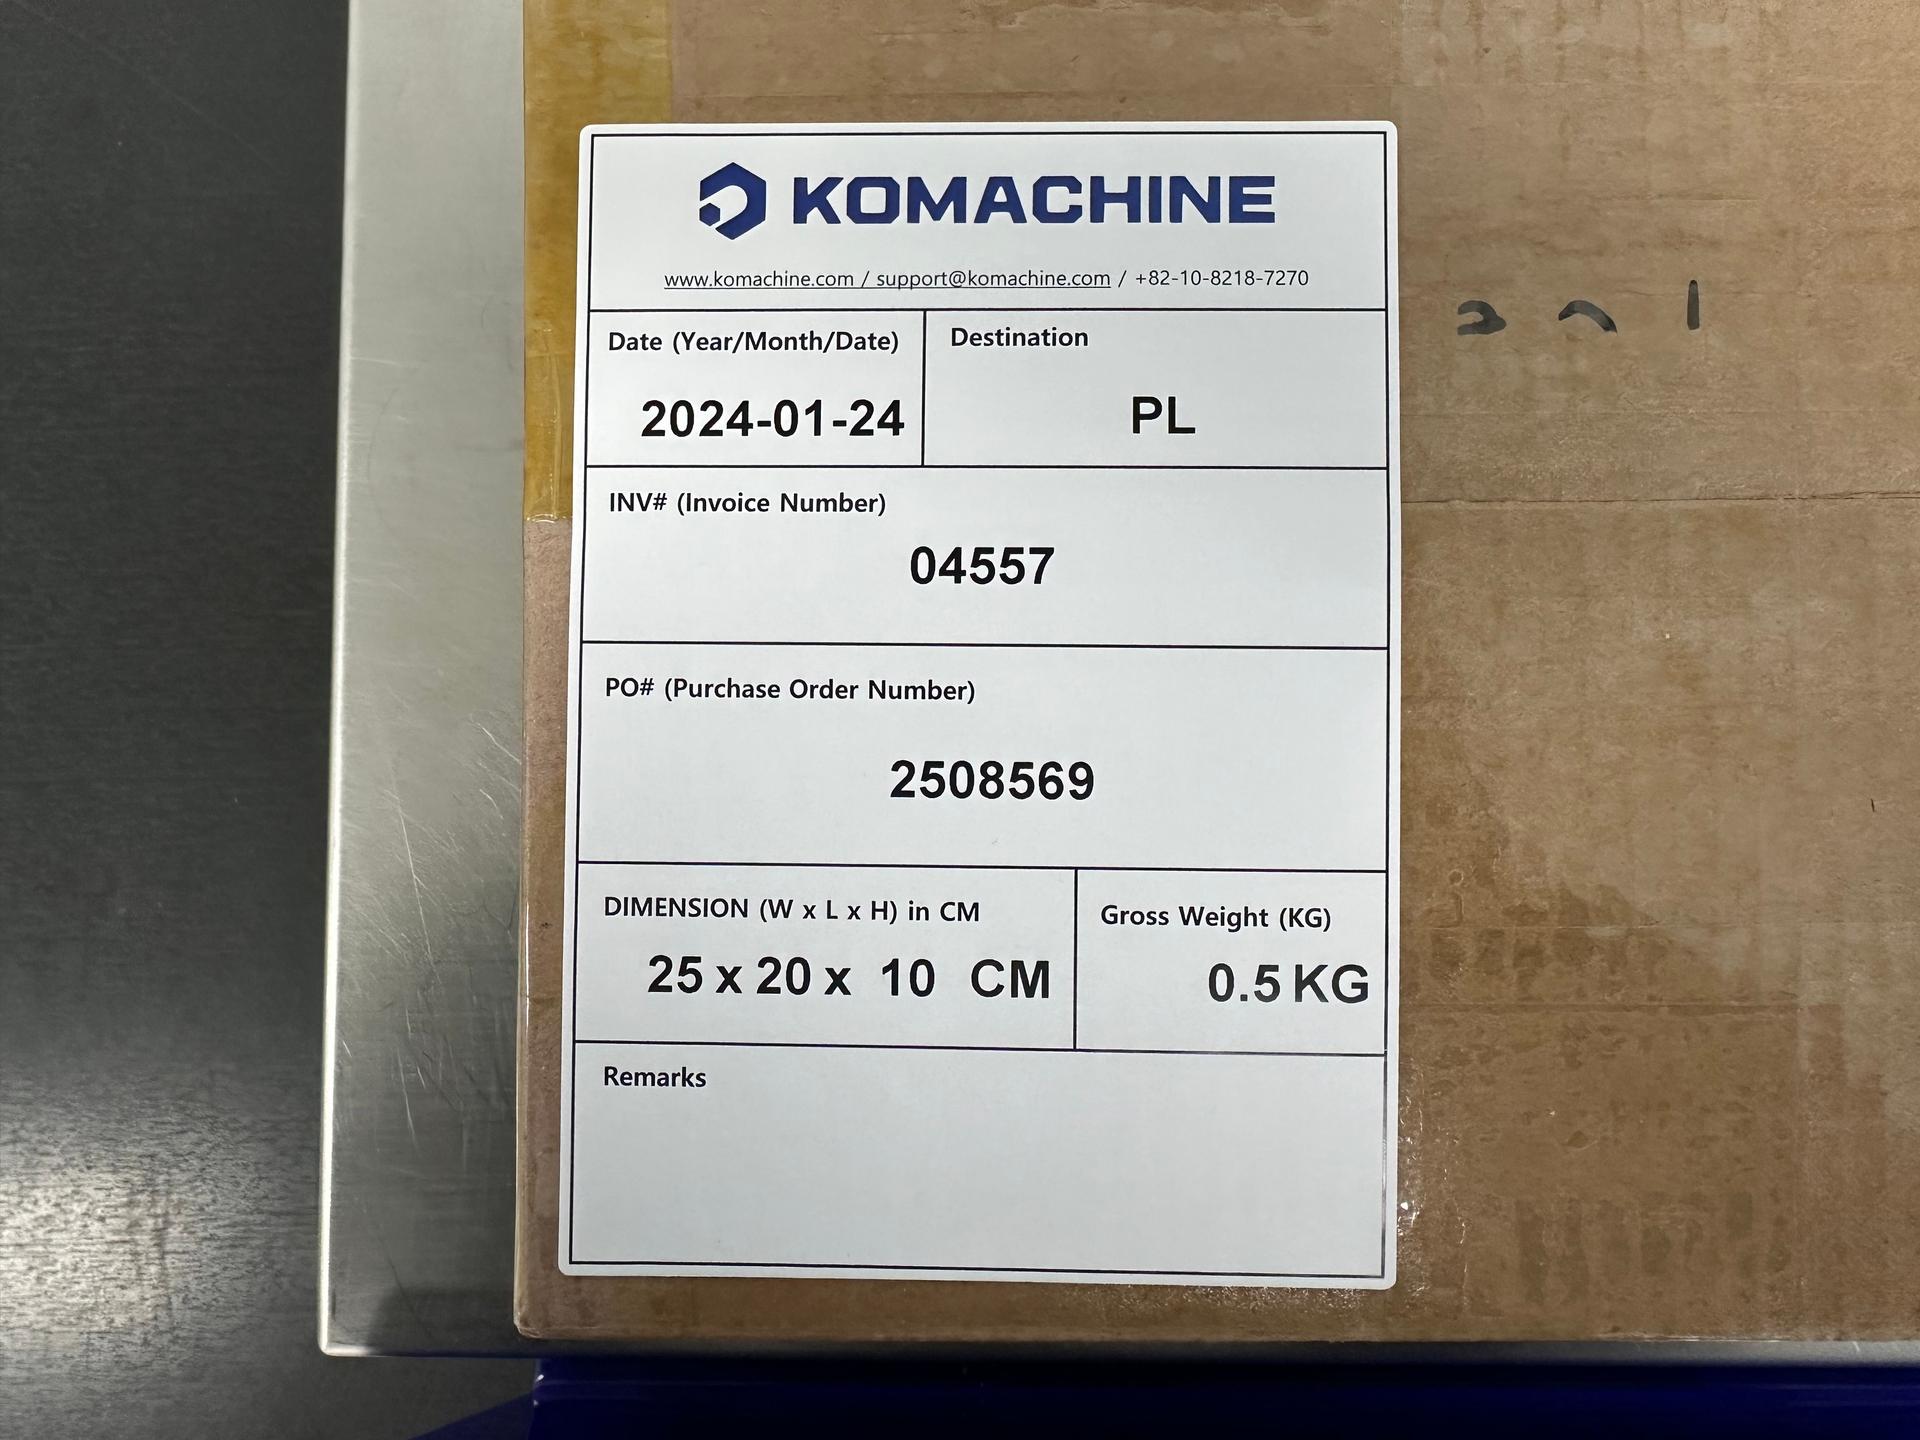 KOMACHINE
www.komachine.com / support@komachine.com / +82-10-8218-7270
Date (Year/Month/Date)
2024-01-24
Destination
PL
INV# (Invoice Number)
04557
PO# (Purchase Order Number)
2508569
DIMENSION (W x L x H) in CM
25 x 20 x 10 CM
Gross Weight (KG)
0.5 KG
Remarks